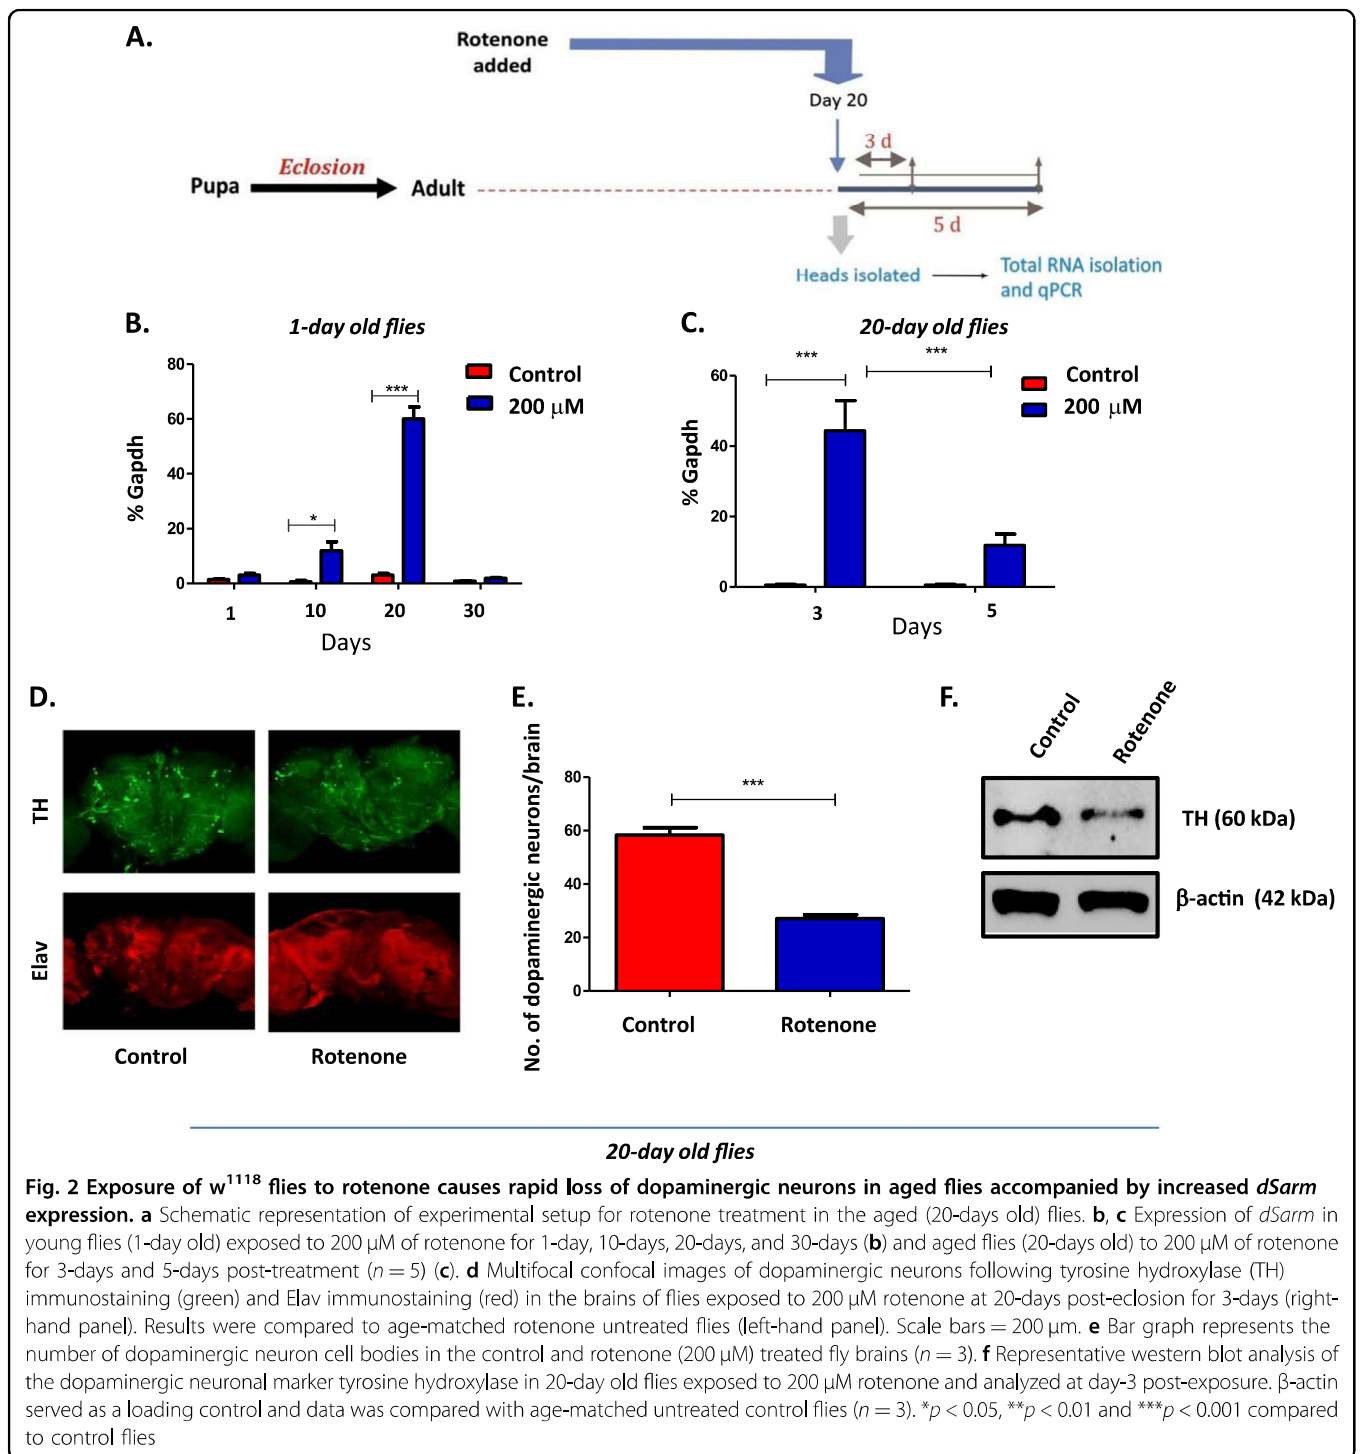 A.
Rotenone
added
Day 20
3 d
Eclosion
Pupa
Adult
5 d
Heads isolated
Total RNA isolation
and qPCR
B.
1-day old flies
% Gapdh
80
60
40
20
0
***
*
Control
200 μM
1
10
20
30
Days
C.
20-day old flies
% Gapdh
60
40
20
0
***
***
Control
200 μM
3
5
Days
D.
TH
Elav
Control
Rotenone
E.
No. of dopaminergic neurons/brain
80
60
40
20
0
***
Control
Rotenone
F.
Control
Rotenone
TH (60 kDa)
β-actin (42 kDa)
20-day old flies
Fig. 2 Exposure of w1118 flies to rotenone causes rapid loss of dopaminergic neurons in aged flies accompanied by increased dSarm
expression. a Schematic representation of experimental setup for rotenone treatment in the aged (20-days old) flies. b, c Expression of dSarm in
young flies (1-day old) exposed to 200 μM of rotenone for 1-day, 10-days, 20-days, and 30-days (b) and aged flies (20-days old) to 200 μM of rotenone
for 3-days and 5-days post-treatment (n = 5) (c). d Multifocal confocal images of dopaminergic neurons following tyrosine hydroxylase (TH)
immunostaining (green) and Elav immunostaining (red) in the brains of flies exposed to 200 μM rotenone at 20-days post-eclosion for 3-days (right-
hand panel). Results were compared to age-matched rotenone untreated flies (left-hand panel). Scale bars = 200 μm. e Bar graph represents the
number of dopaminergic neuron cell bodies in the control and rotenone (200 μM) treated fly brains (n = 3). f Representative western blot analysis of
the dopaminergic neuronal marker tyrosine hydroxylase in 20-day old flies exposed to 200 μM rotenone and analyzed at day-3 post-exposure. β-actin
served as a loading control and data was compared with age-matched untreated control flies (n = 3). *p < 0.05, **p < 0.01 and ***p < 0.001 compared
to control flies